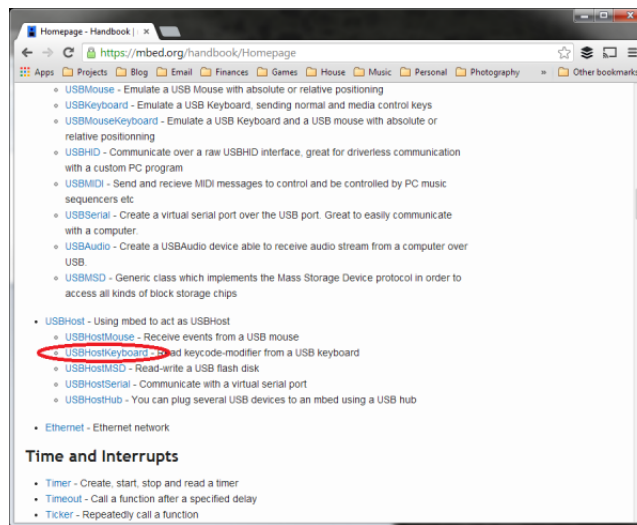 Homepage - Handbook |
https://mbed.org/handbook/Homepage
Apps Projects Blog Email Finances Games House Music Personal Photography » Other bookmarks
USBMouse - Emulate a USB Mouse with absolute or relative positioning
USBKeyboard - Emulate a USB Keyboard, sending normal and media control keys
USBMouseKeyboard - Emulate a USB Keyboard and a USB mouse with absolute or
relative positionning
USBHID - Communicate over a raw USBHID interface, great for driverless communication
with a custom PC program
USBMIDI - Send and recieve MIDI messages to control and be controlled by PC music
sequencers etc
USBSerial - Create a virtual serial port over the USB port. Great to easily communicate
with a computer.
USBAudio - Create a USBAudio device able to receive audio stream from a computer over
USB.
USBMSD - Generic class which implements the Mass Storage Device protocol in order to
access all kinds of block storage chips
USBHost - Using mbed to act as USBHost
USBHostMouse - Receive events from a USB mouse
USBHostKeyboard - Read keycode-modifier from a USB keyboard
USBHostMSD - Read-write a USB flash disk
USBHostSerial - Communicate with a virtual serial port
USBHostHub - You can plug several USB devices to an mbed using a USB hub
Ethernet - Ethernet network
Time and Interrupts
Timer - Create, start, stop and read a timer
Timeout - Call a function after a specified delay
Ticker - Repeatedly call a function